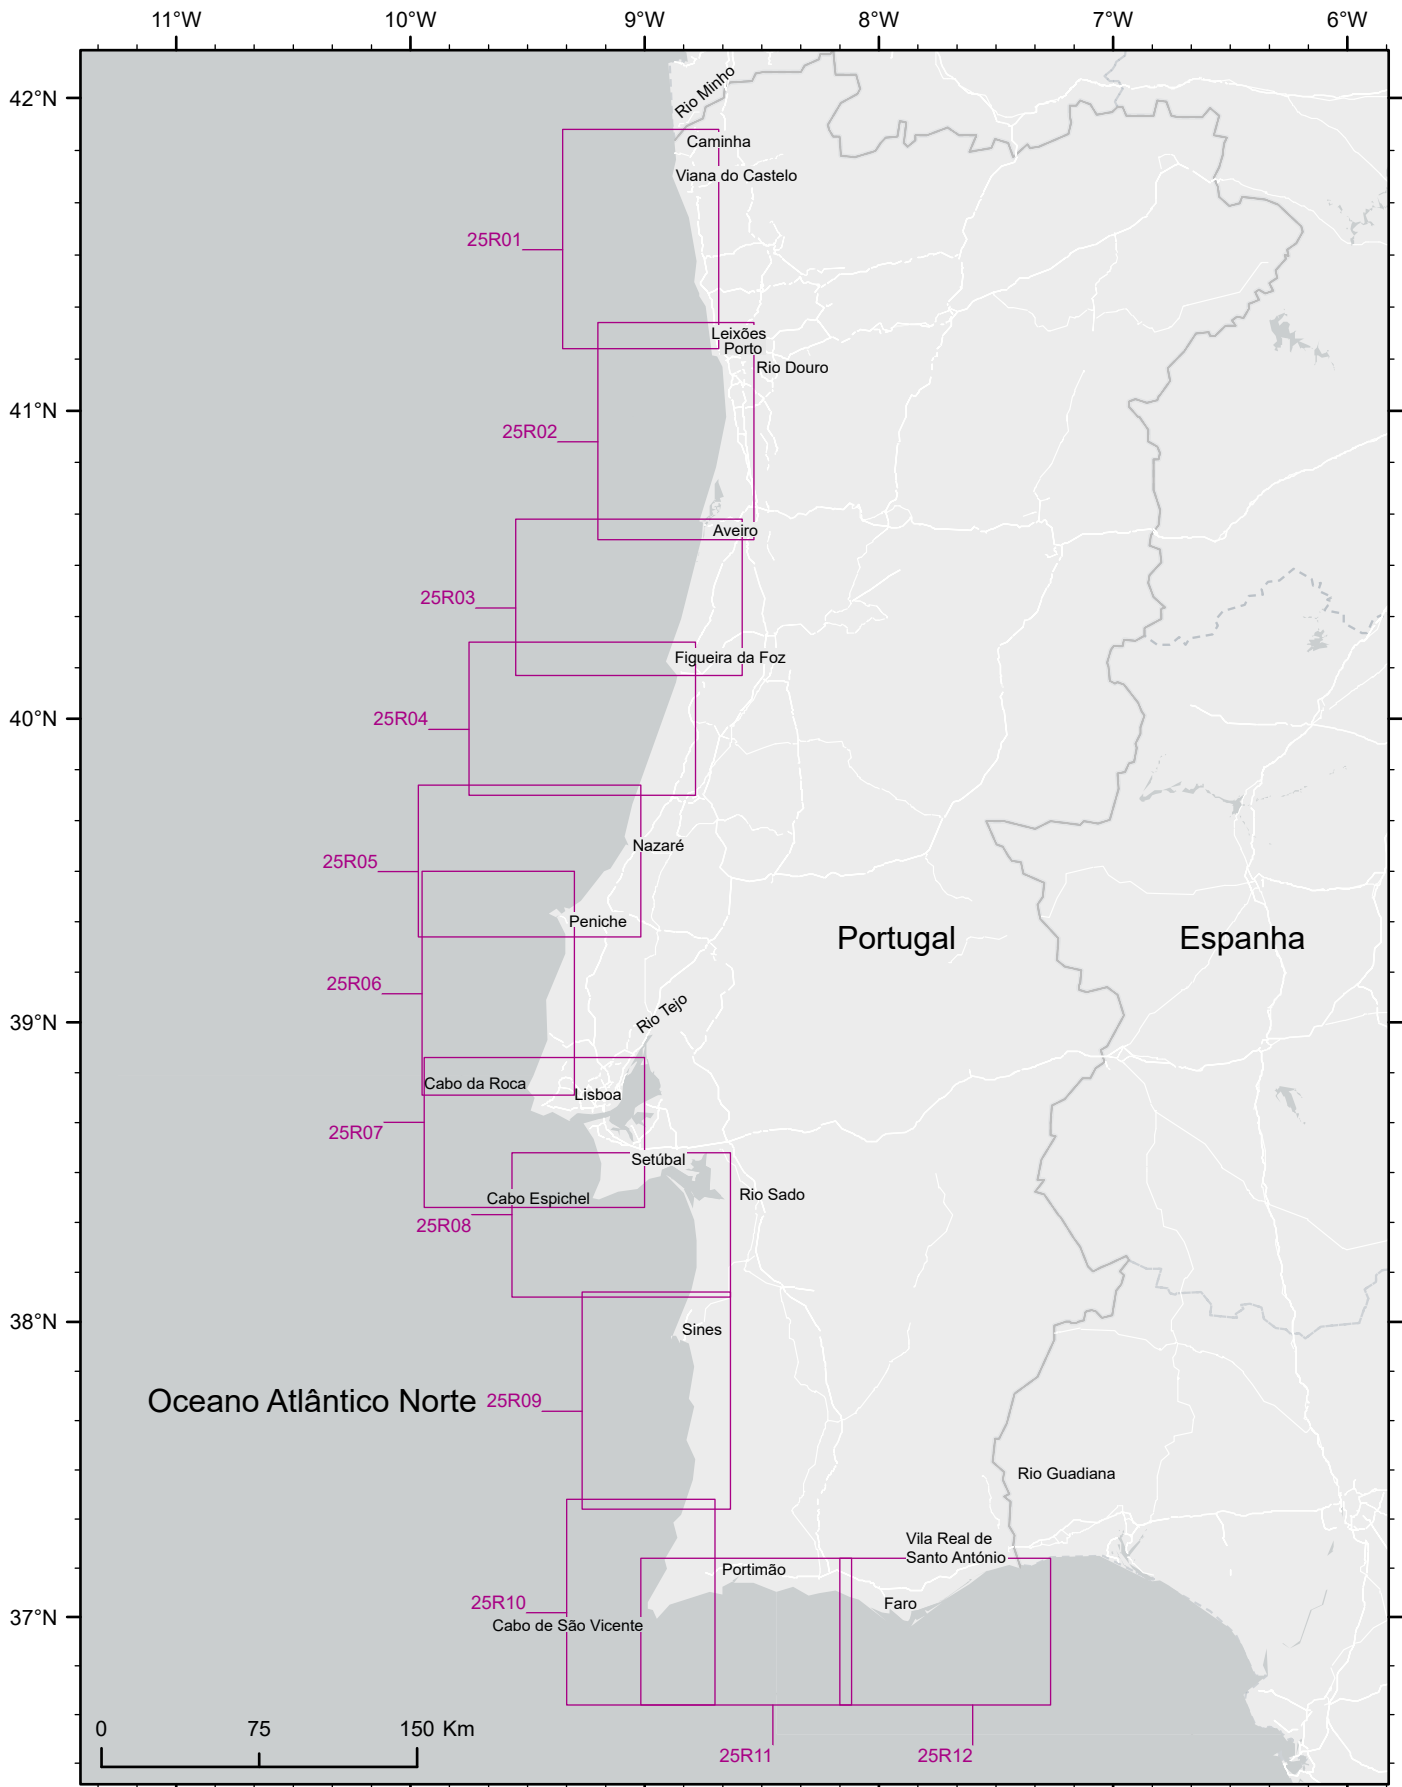 11°W
10°W
9°W
8°W
7°W
6°W
42°N
Rio Minho
Caminha
Viana do Castelo
25R01
Leixões
Porto
Rio Douro
41°N
25R02
Aveiro
25R03
Figueira da Foz
40°N
25R04
Nazaré
25R05
Peniche
Portugal
Espanha
25R06
Rio Tejo
39°N
Cabo da Roca
Lisboa
25R07
Setúbal
Rio Sado
Cabo Espichel
25R08
38°N
Sines
Oceano Atlântico Norte
25R09
Rio Guadiana
Vila Real de
Santo António
Portimão
25R10
Faro
37°N
Cabo de São Vicente
0
75
150 Km
25R11
25R12